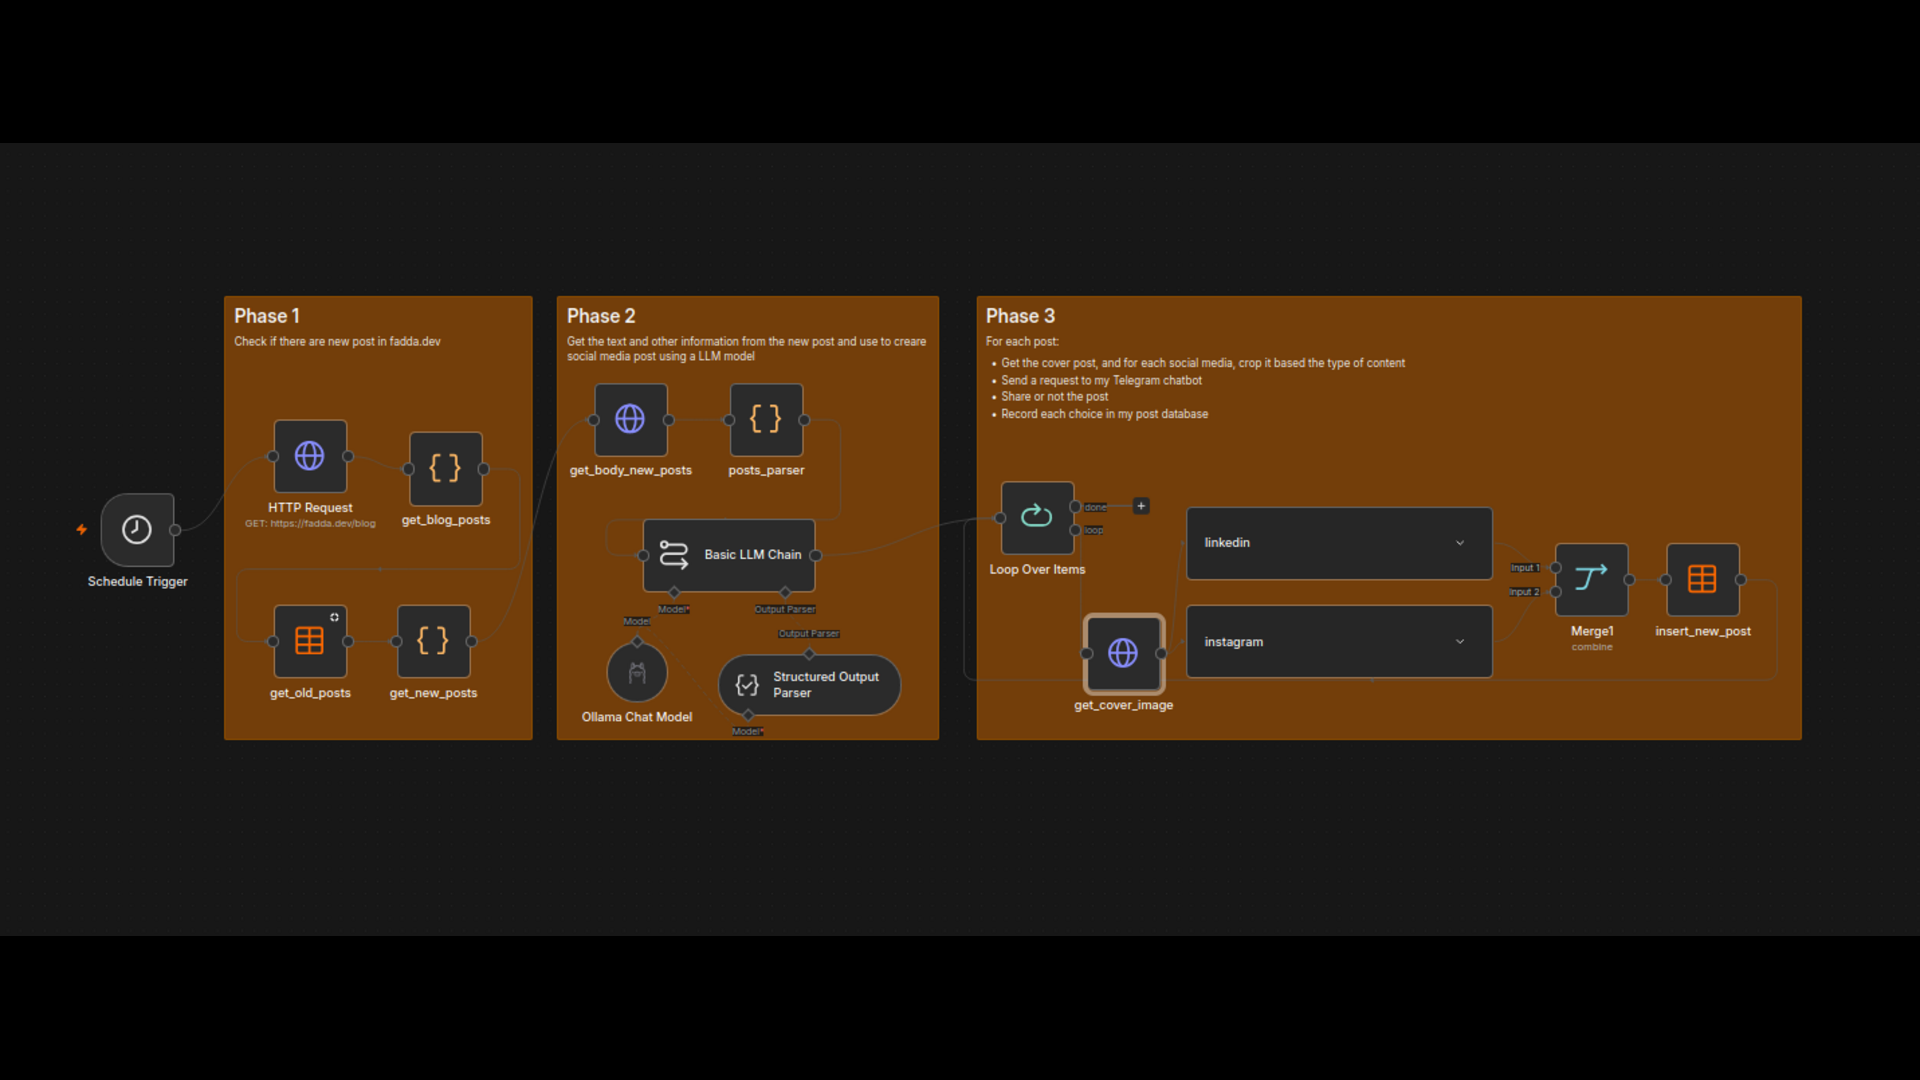 Phase 1
Check if there are new post in fadda.dev
HTTP Request
GET: https://fadda.dev/blog
get_blog_posts
Schedule Trigger
get_old_posts
get_new_posts
Phase 2
Get the text and other information from the new post and use to creare
social media post using a LLM model
get_body_new_posts
posts_parser
Basic LLM Chain
Model*
Output Parser
Model
Output Parser
Ollama Chat Model
Structured Output
Parser
Model*
Phase 3
For each post:
• Get the cover post, and for each social media, crop it based the type of content
• Send a request to my Telegram chatbot
• Share or not the post
• Record each choice in my post database
done
loop
Loop Over Items
get_cover_image
linkedin
instagram
Input 1
Input 2
Merge1
combine
insert_new_post